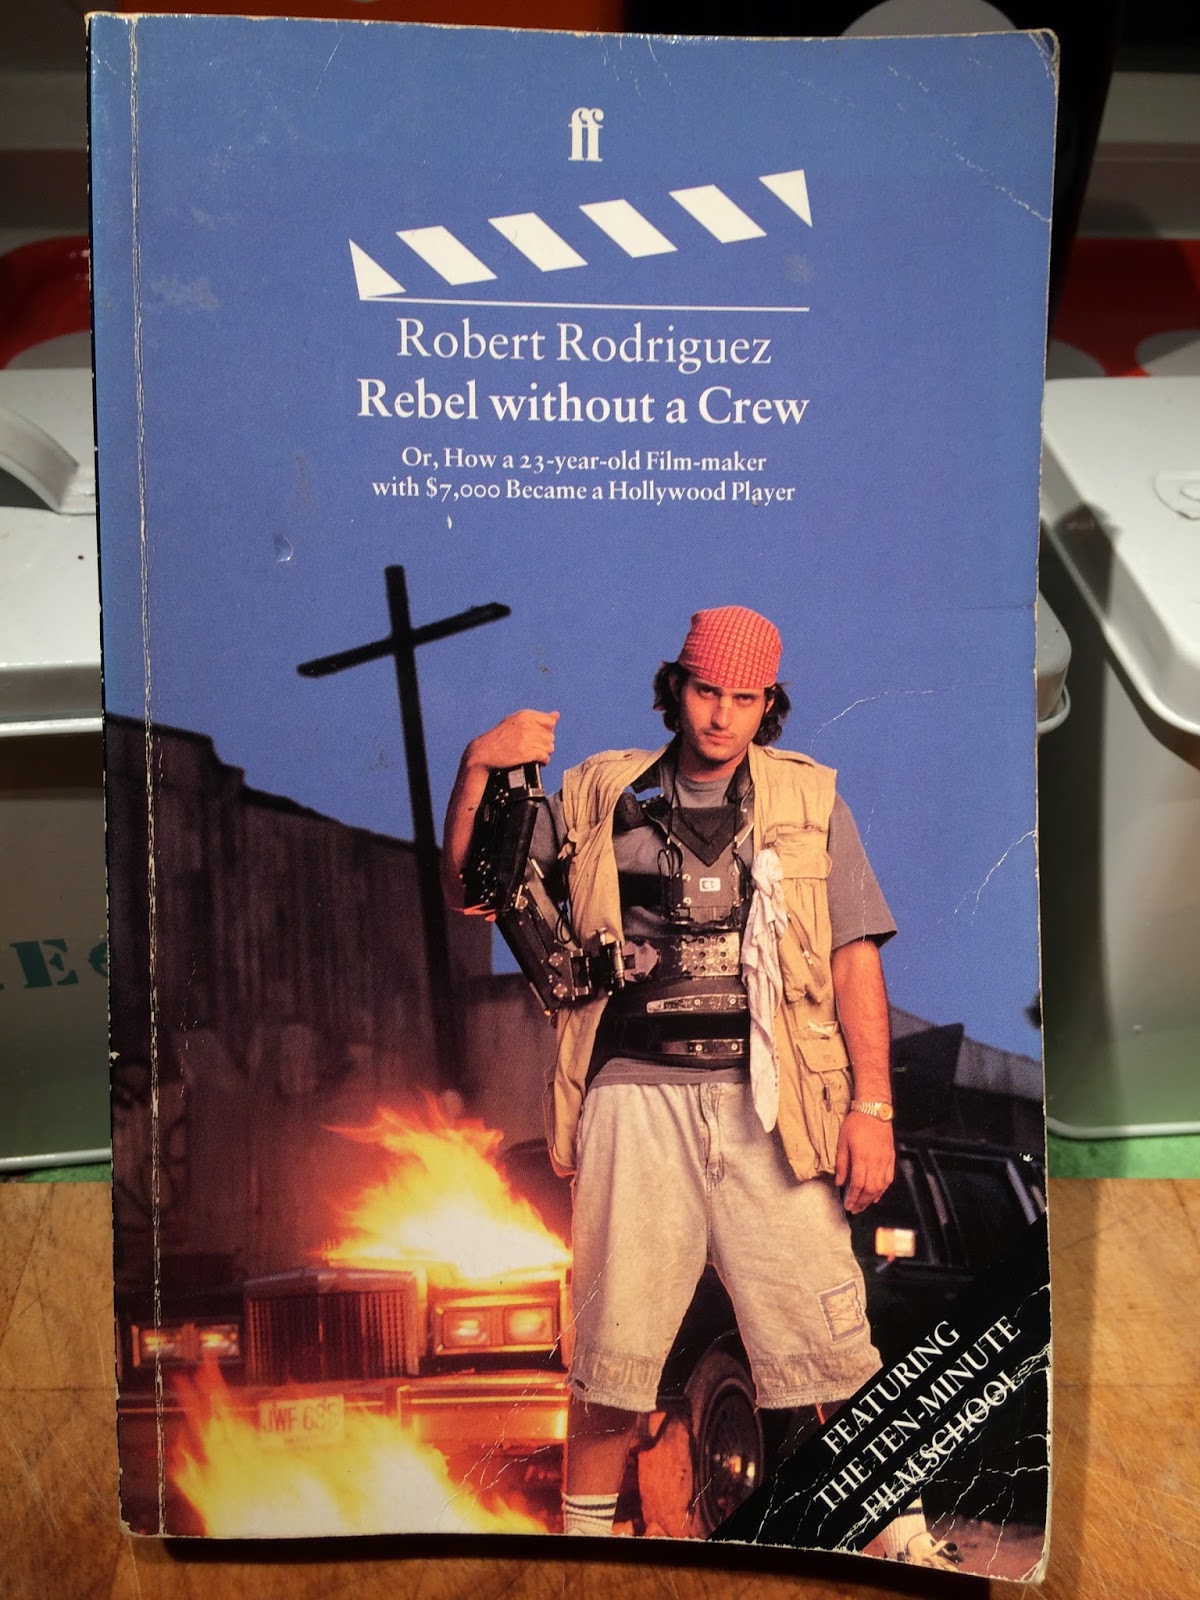 ff
Robert Rodriguez
Rebel without a Crew
Or, How a 23-year-old Film-maker
with $7,000 Became a Hollywood Player
FEATURING
THE TEN-MINUTE
FILM SCHOOL